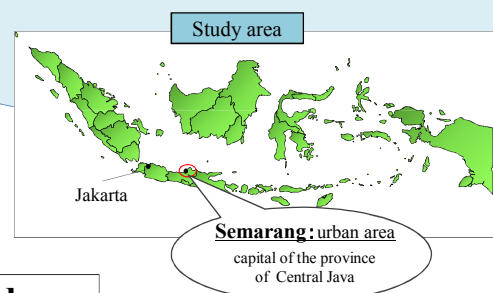 Study area
Jakarta
Semarang：urban area
capital of the province
of Central Java